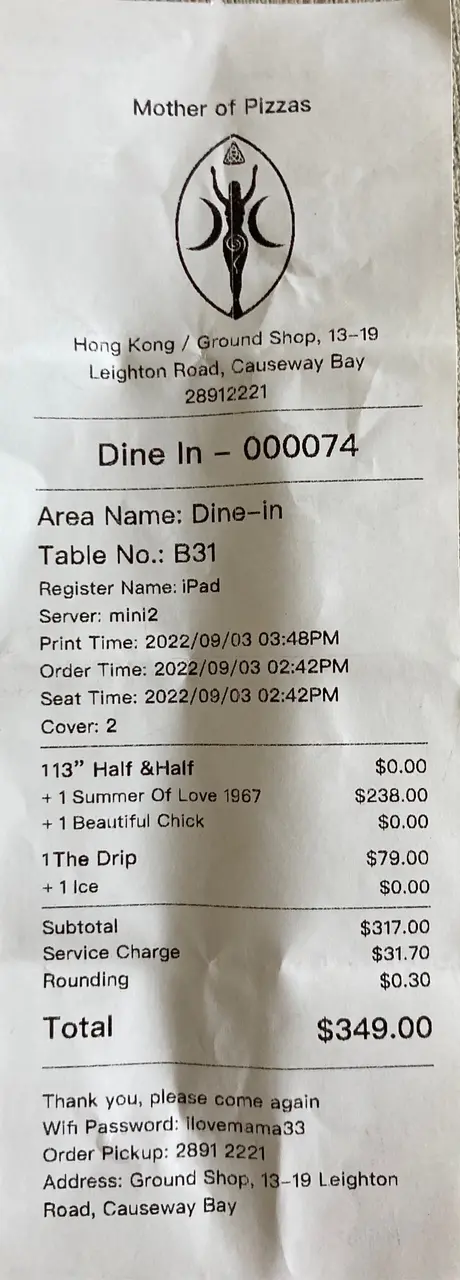 Mother of Pizzas
Hong Kong / Ground Shop, 13-19
Leighton Road, Causeway Bay
28912221
Dine In - 000074
Area Name: Dine-in
Table No.: B31
Register Name: iPad
Server: mini2
Print Time: 2022/09/03 03:48PM
Order Time: 2022/09/03 02:42PM
Seat Time: 2022/09/03 02:42PM
Cover: 2
113” Half &Half $0.00
+ 1 Summer Of Love 1967 $238.00
+ 1 Beautiful Chick $0.00
1The Drip $79.00
+ 1 Ice $0.00
Subtotal $317.00
Service Charge $31.70
Rounding $0.30
Total $349.00
Thank you, please come again
Wifi Password: ilovemama33
Order Pickup: 2891 2221
Address: Ground Shop, 13-19 Leighton
Road, Causeway Bay